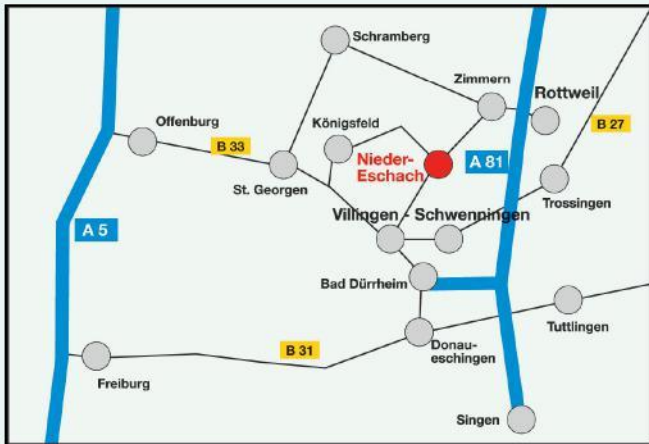 Schramberg
Zimmern
Rottweil
B 27
Offenburg
B 33
Königsfeld
St. Georgen
Nieder-
Eschach
A 81
Trossingen
Villingen - Schwenningen
A 5
Bad Dürrheim
Tuttlingen
B 31
Donau-
eschingen
Freiburg
Singen